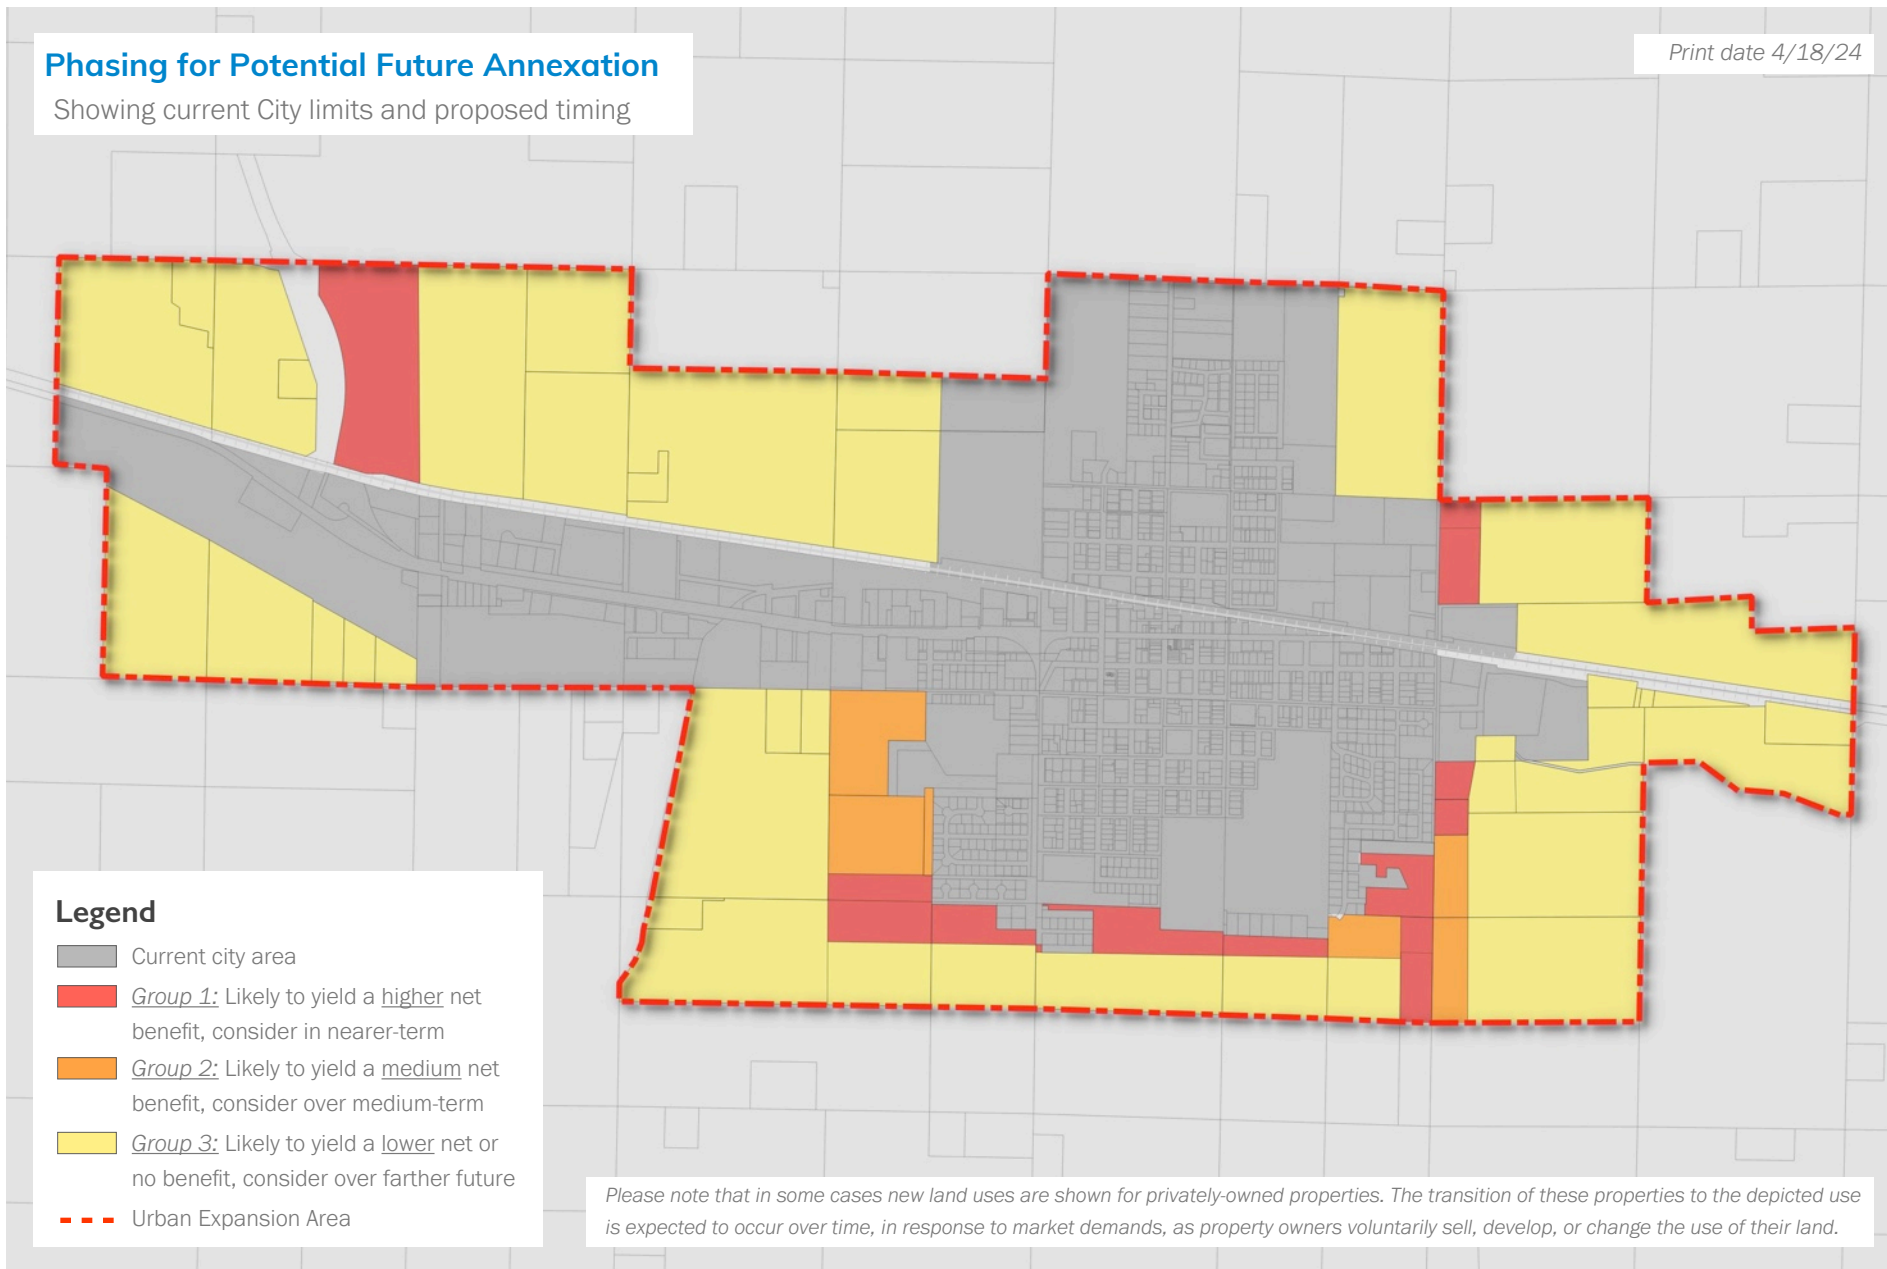 Phasing for Potential Future Annexation
Showing current City limits and proposed timing
Print date 4/18/24
Legend
Current city area
Group 1: Likely to yield a higher net
benefit, consider in nearer-term
Group 2: Likely to yield a medium net
benefit, consider over medium-term
Group 3: Likely to yield a lower net or
no benefit, consider over farther future
Urban Expansion Area
Please note that in some cases new land uses are shown for privately-owned properties. The transition of these properties to the depicted use
is expected to occur over time, in response to market demands, as property owners voluntarily sell, develop, or change the use of their land.